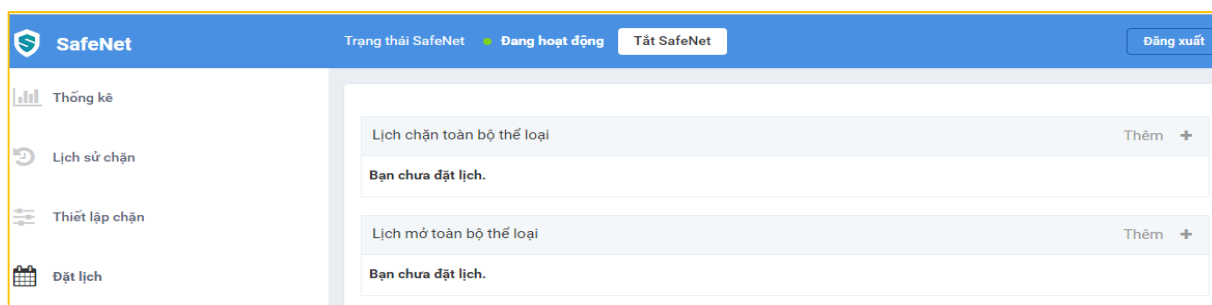 SafeNet
Trạng thái SafeNet Đang hoạt động Tắt SafeNet Đăng xuất
Thống kê
Lịch sử chặn
Thiết lập chặn
Đặt lịch
Lịch chặn toàn bộ thể loại Thêm +
Bạn chưa đặt lịch.
Lịch mở toàn bộ thể loại Thêm +
Bạn chưa đặt lịch.